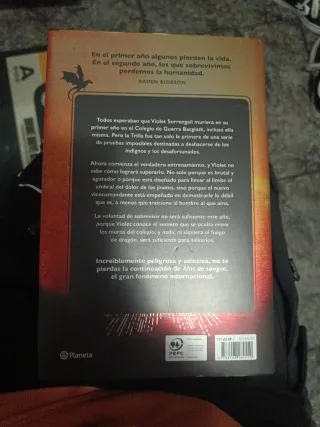 En el primer año algunos pierden la vida.
En el segundo año, los que sobrevivimos
perdemos la humanidad.
XADEN RIORSON
Todos esperaban que Violet Sorrengail muriera en su
primer año en el Colegio de Guerra Basgiath, incluso ella
misma. Pero la Trilla fue tan solo la primera de una serie
de pruebas imposibles destinadas a deshacerse de los
indignos y los desafortunados.
Ahora comienza el verdadero entrenamiento, y Violet no
sabe cómo logrará superarlo. No solo porque es brutal y
agotador o porque está diseñado para llevar al límite el
umbral del dolor de los jinetes, sino porque el nuevo
vicecomandante está empeñado en demostrarle lo débil
que es, a menos que traicione al hombre al que ama.
La voluntad de sobrevivir no será suficiente este año,
porque Violet conoce el secreto que se oculta entre
los muros del colegio, y nada, ni siquiera el fuego
de dragón, será suficiente para salvarlos.
Increíblemente peligrosa y adictiva, no te
pierdas la continuación de Alas de sangre,
el gran fenómeno internacional.
Planeta
PEFC